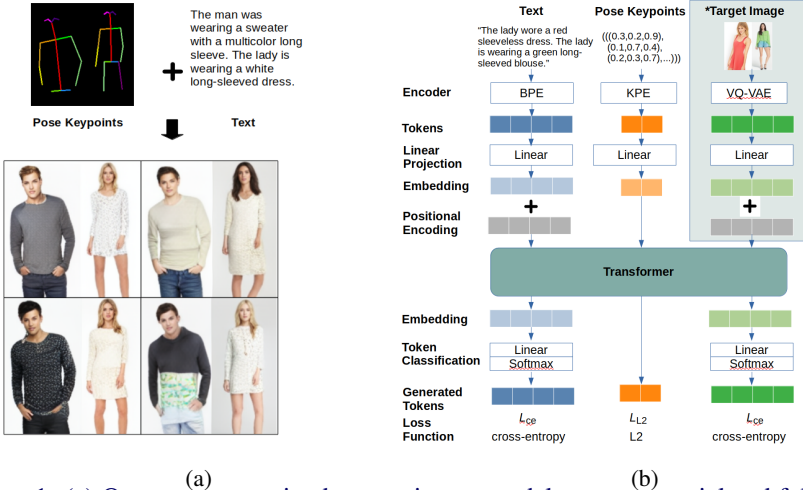 The man was
wearing a sweater
with a multicolor long
sleeve. The lady is
wearing a white
long-sleeved dress.
Pose Keypoints
Text
(a)
Text
Pose Keypoints
*Target Image
"The lady wore a red
sleeveless dress. The lady
is wearing a green long-
sleeved blouse."
(((0.3,0.2,0.9),
(0.1,0.7,0.4),
(0.2,0.3,0.7),...)))
Encoder
BPE
KPE
VQ-VAE
Tokens
Linear
Projection
Linear
Linear
Linear
Embedding
Positional
Encoding
Transformer
Embedding
Token
Classification
Linear
Softmax
Linear
Softmax
Generated
Tokens
Loss
Function
Lce
cross-entropy
LL2
L2
Lce
cross-entropy
(b)